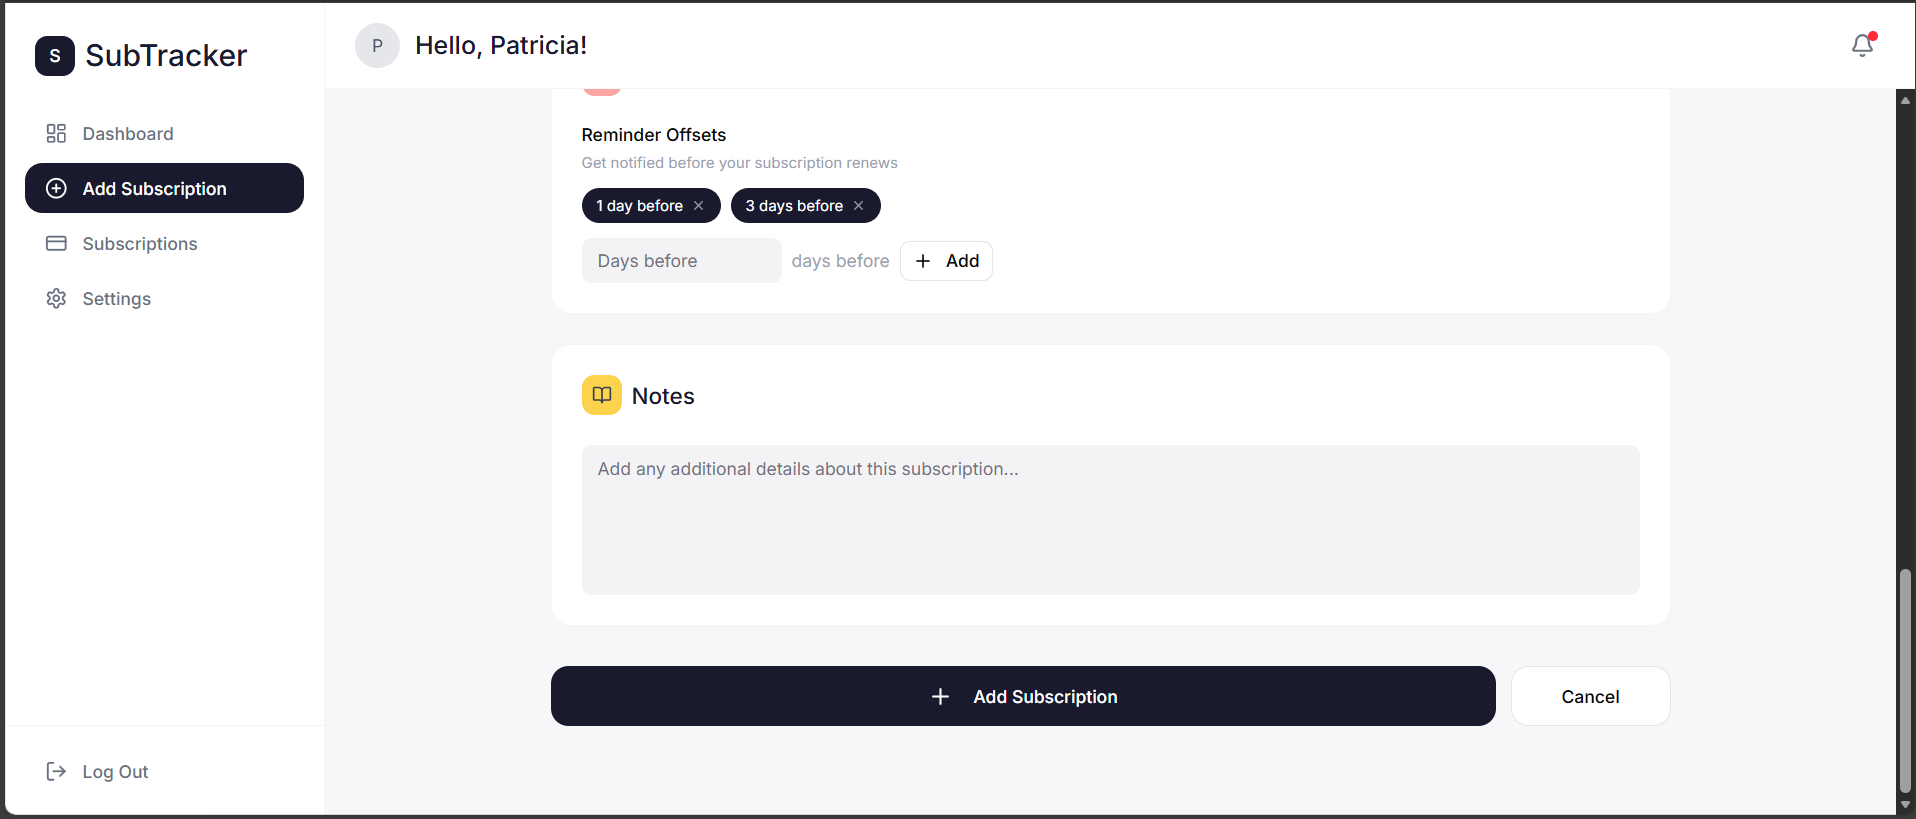 S SubTracker
Dashboard
Add Subscription
Subscriptions
Settings
Log Out
P Hello, Patricia!
Reminder Offsets
Get notified before your subscription renews
1 day before × 3 days before ×
Days before days before + Add
Notes
Add any additional details about this subscription...
+ Add Subscription Cancel